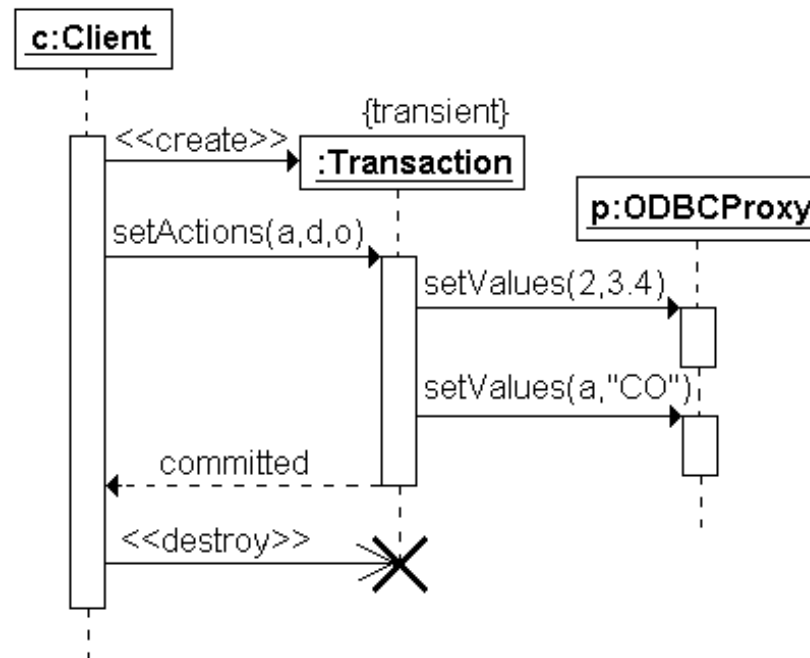 c:Client
{transient}
<<create>>
:Transaction
p:ODBCProxy
setActions(a,d,o)
setValues(2,3.4)
setValues(a,"CO")
committed
<<destroy>>